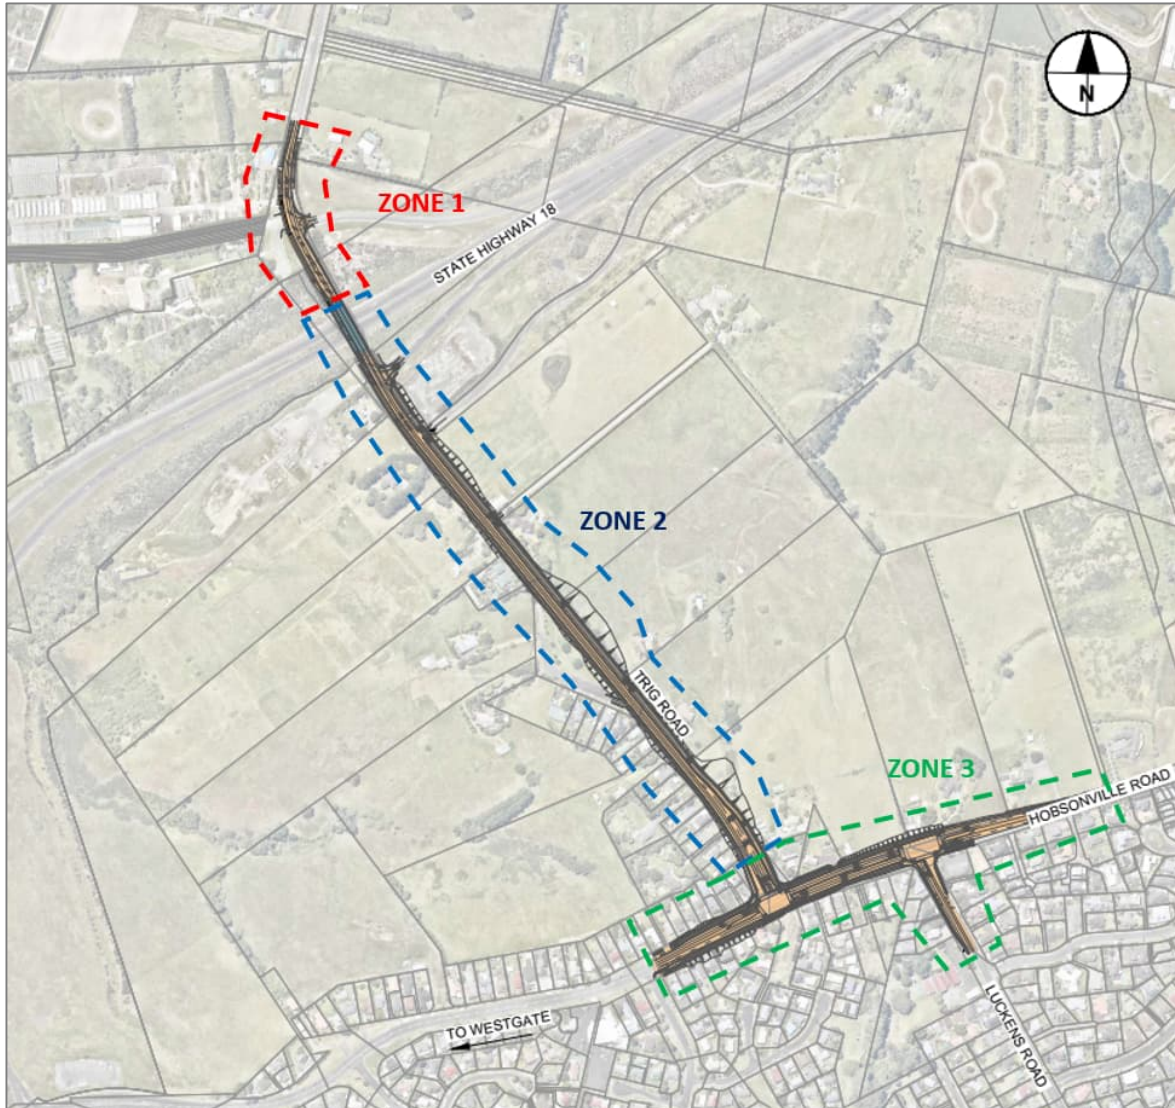 N
ZONE 1
STATE HIGHWAY 18
ZONE 2
TRIG ROAD
ZONE 3
HOBSONVILLE ROAD
TO WESTGATE
LUCKENS ROAD